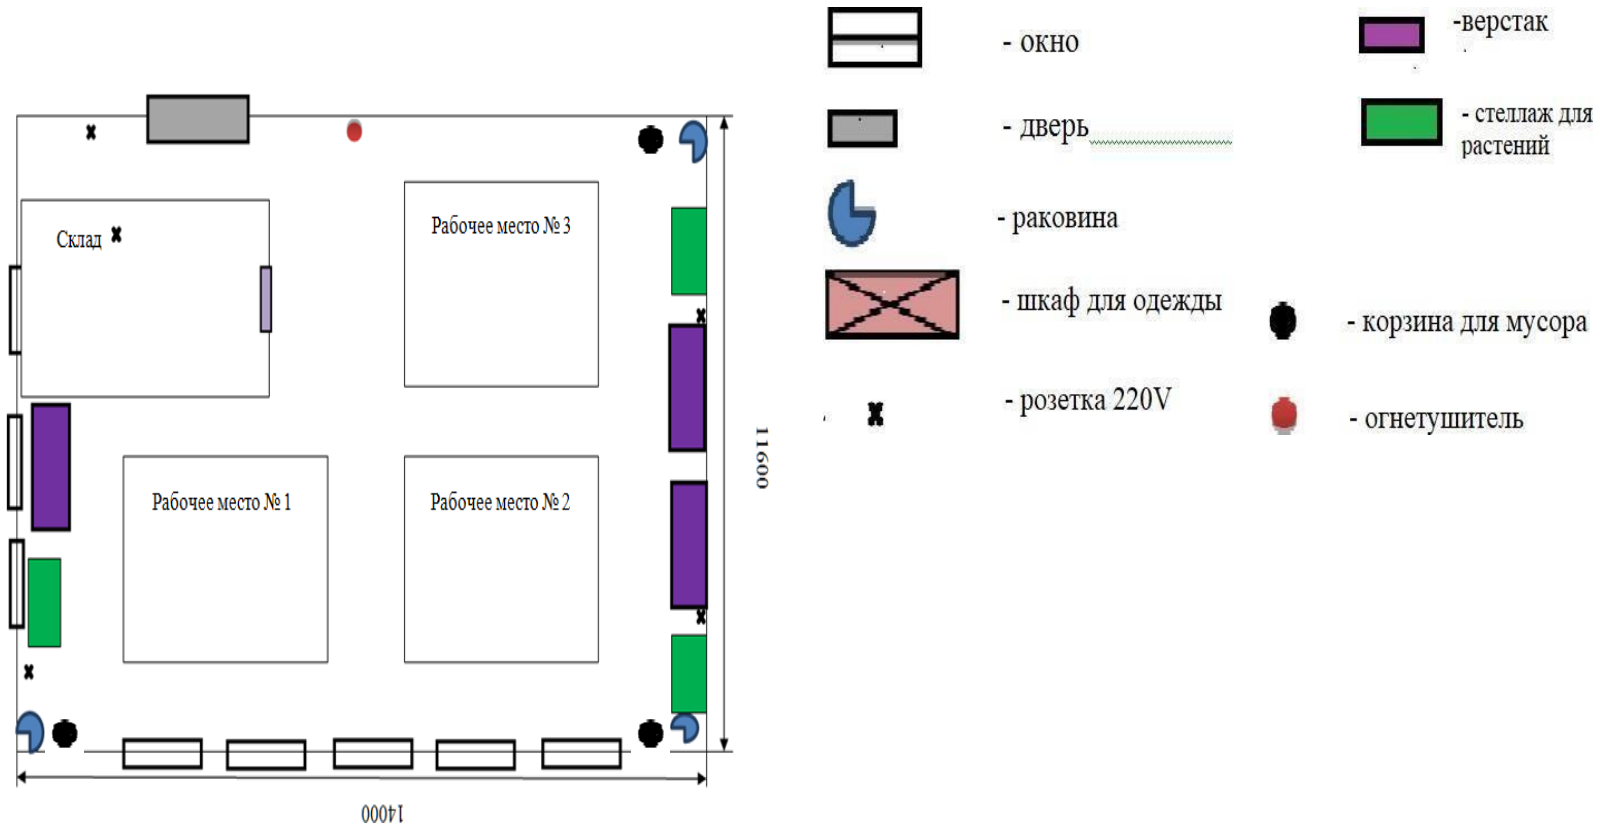 Склад
Рабочее место № 3
Рабочее место № 1
Рабочее место № 2
11600
14000
- окно
- дверь
- раковина
- шкаф для одежды
- розетка 220V
-верстак
- стеллаж для
растений
- корзина для мусора
- огнетушитель